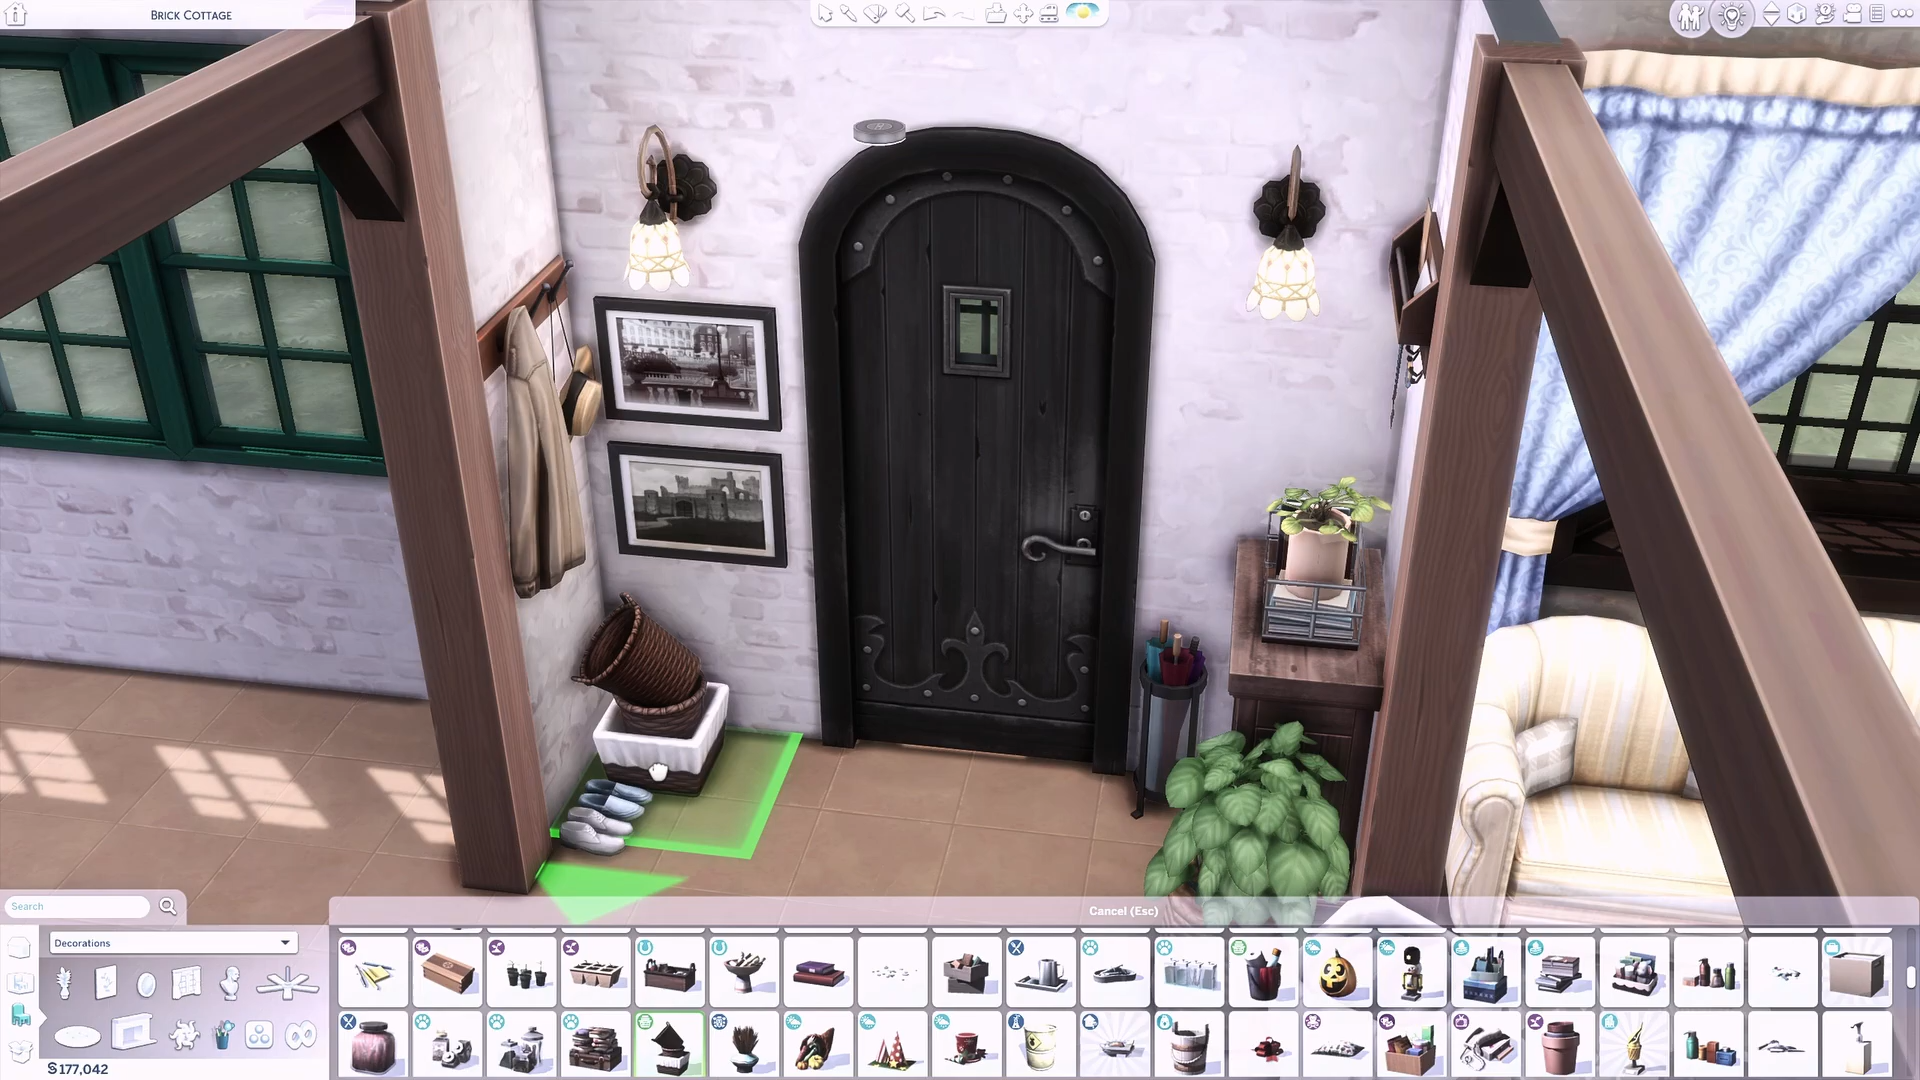 BRICK COTTAGE
Cancel (Esc)
Search
Decorations
§177,042